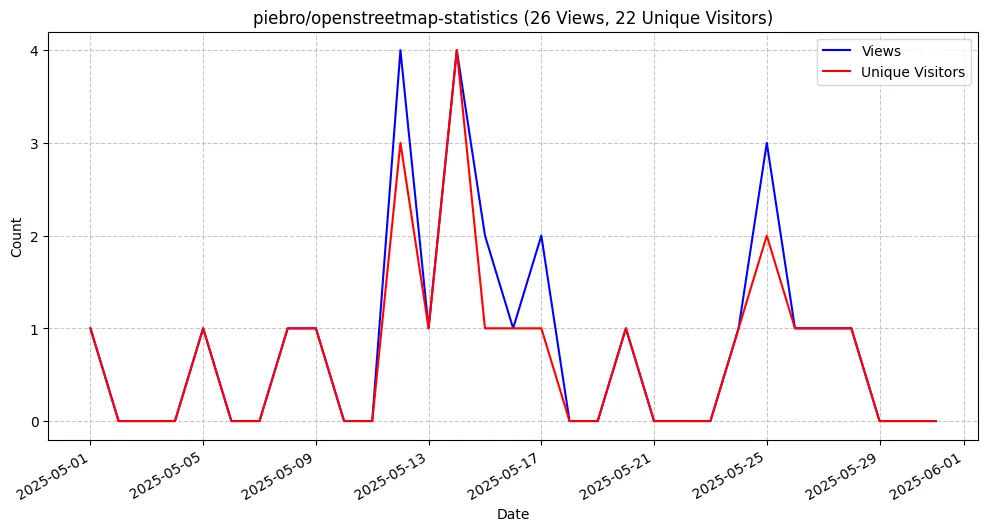 piebro/openstreetmap-statistics (26 Views, 22 Unique Visitors)
Views
Unique Visitors
Count
4
3
2
1
0
2025-05-01
2025-05-05
2025-05-09
2025-05-13
2025-05-17
2025-05-21
2025-05-25
2025-05-29
2025-06-01
Date